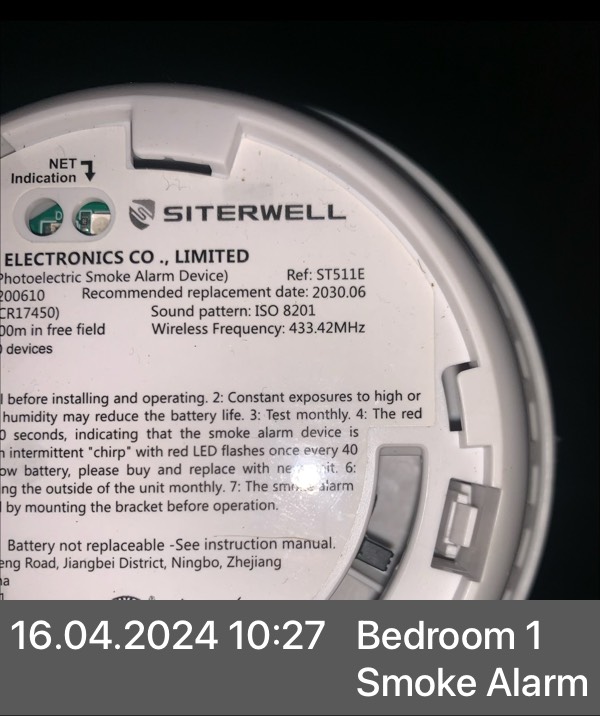 NET
Indication
SITERWELL
ELECTRONICS CO ., LIMITED
Photoelectric Smoke Alarm Device) Ref: ST511E
200610 Recommended replacement date: 2030.06
CR17450) Sound pattern: ISO 8201
00m in free field Wireless Frequency: 433.42MHz
devices
before installing and operating. 2: Constant exposures to high or
humidity may reduce the battery life. 3: Test monthly. 4: The red
0 seconds, indicating that the smoke alarm device is
intermittent "chirp" with red LED flashes once every 40
ow battery, please buy and replace with new unit. 6:
ng the outside of the unit monthly. 7: The smoke alarm
by mounting the bracket before operation.
Battery not replaceable -See instruction manual.
eng Road, Jiangbei District, Ningbo, Zhejiang
na
16.04.2024 10:27 Bedroom 1
Smoke Alarm